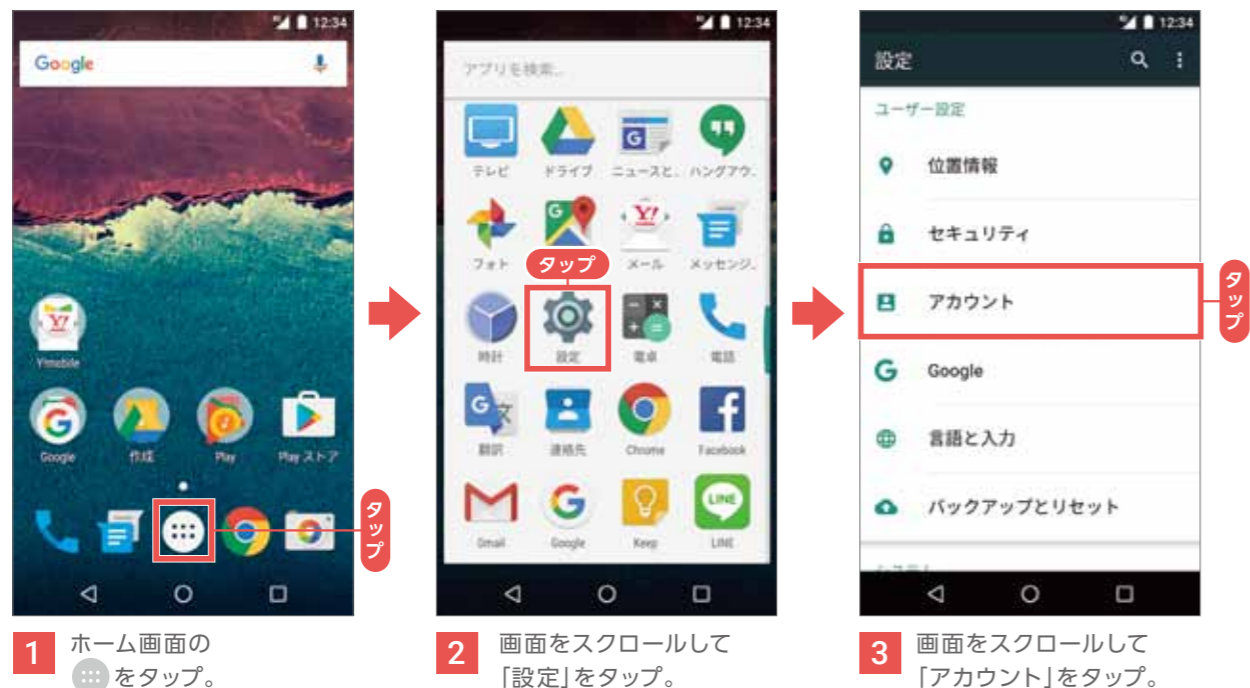 12:34
Google
Y!
Y!mobile
G
Google
作成
Play
Play ストア
タップ
1
ホーム画面の
をタップ。
12:34
アプリを検索...
テレビ
ドライブ
ニュースと..
ハングアウ..
フォト
タップ
メール
メッセンジ..
時計
設定
電卓
電話
翻訳
連絡先
Chrome
Facebook
Gmail
Google
Keep
LINE
LINE
2
画面をスクロールして
「設定」をタップ。
12:34
設定
ユーザー設定
位置情報
セキュリティ
アカウント
タップ
Google
言語と入力
バックアップとリセット
3
画面をスクロールして
「アカウント」をタップ。